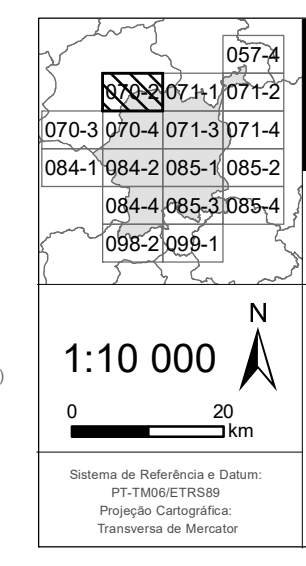 057-4
070-2 071-1 071-2
070-3 070-4 071-3 071-4
084-1 084-2 085-1 085-2
084-4 085-3 085-4
098-2 099-1
N
1:10 000
0 20
km
)
Sistema de Referência e Datum:
PT-TM06/ETRS89
Projeção Cartográfica:
Transversa de Mercator